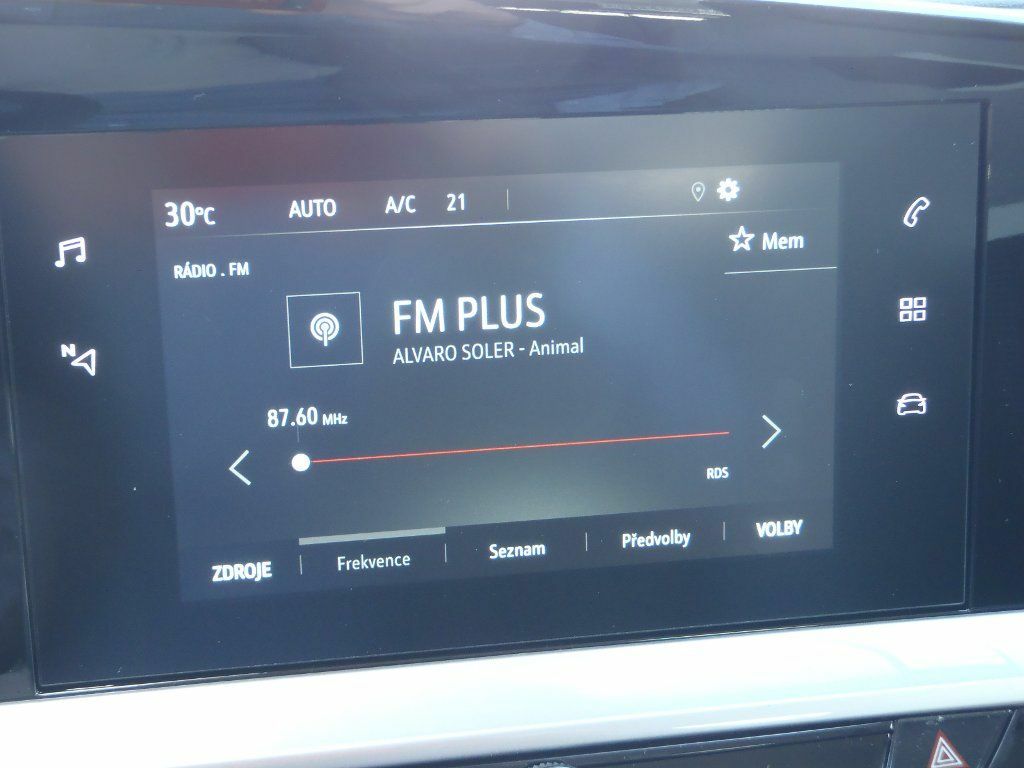 30°C AUTO A/C 21
Mem
RÁDIO . FM
FM PLUS
ALVARO SOLER - Animal
N
87.60 MHz
RDS
ZDROJE Frekvence Seznam Předvolby VOLBY